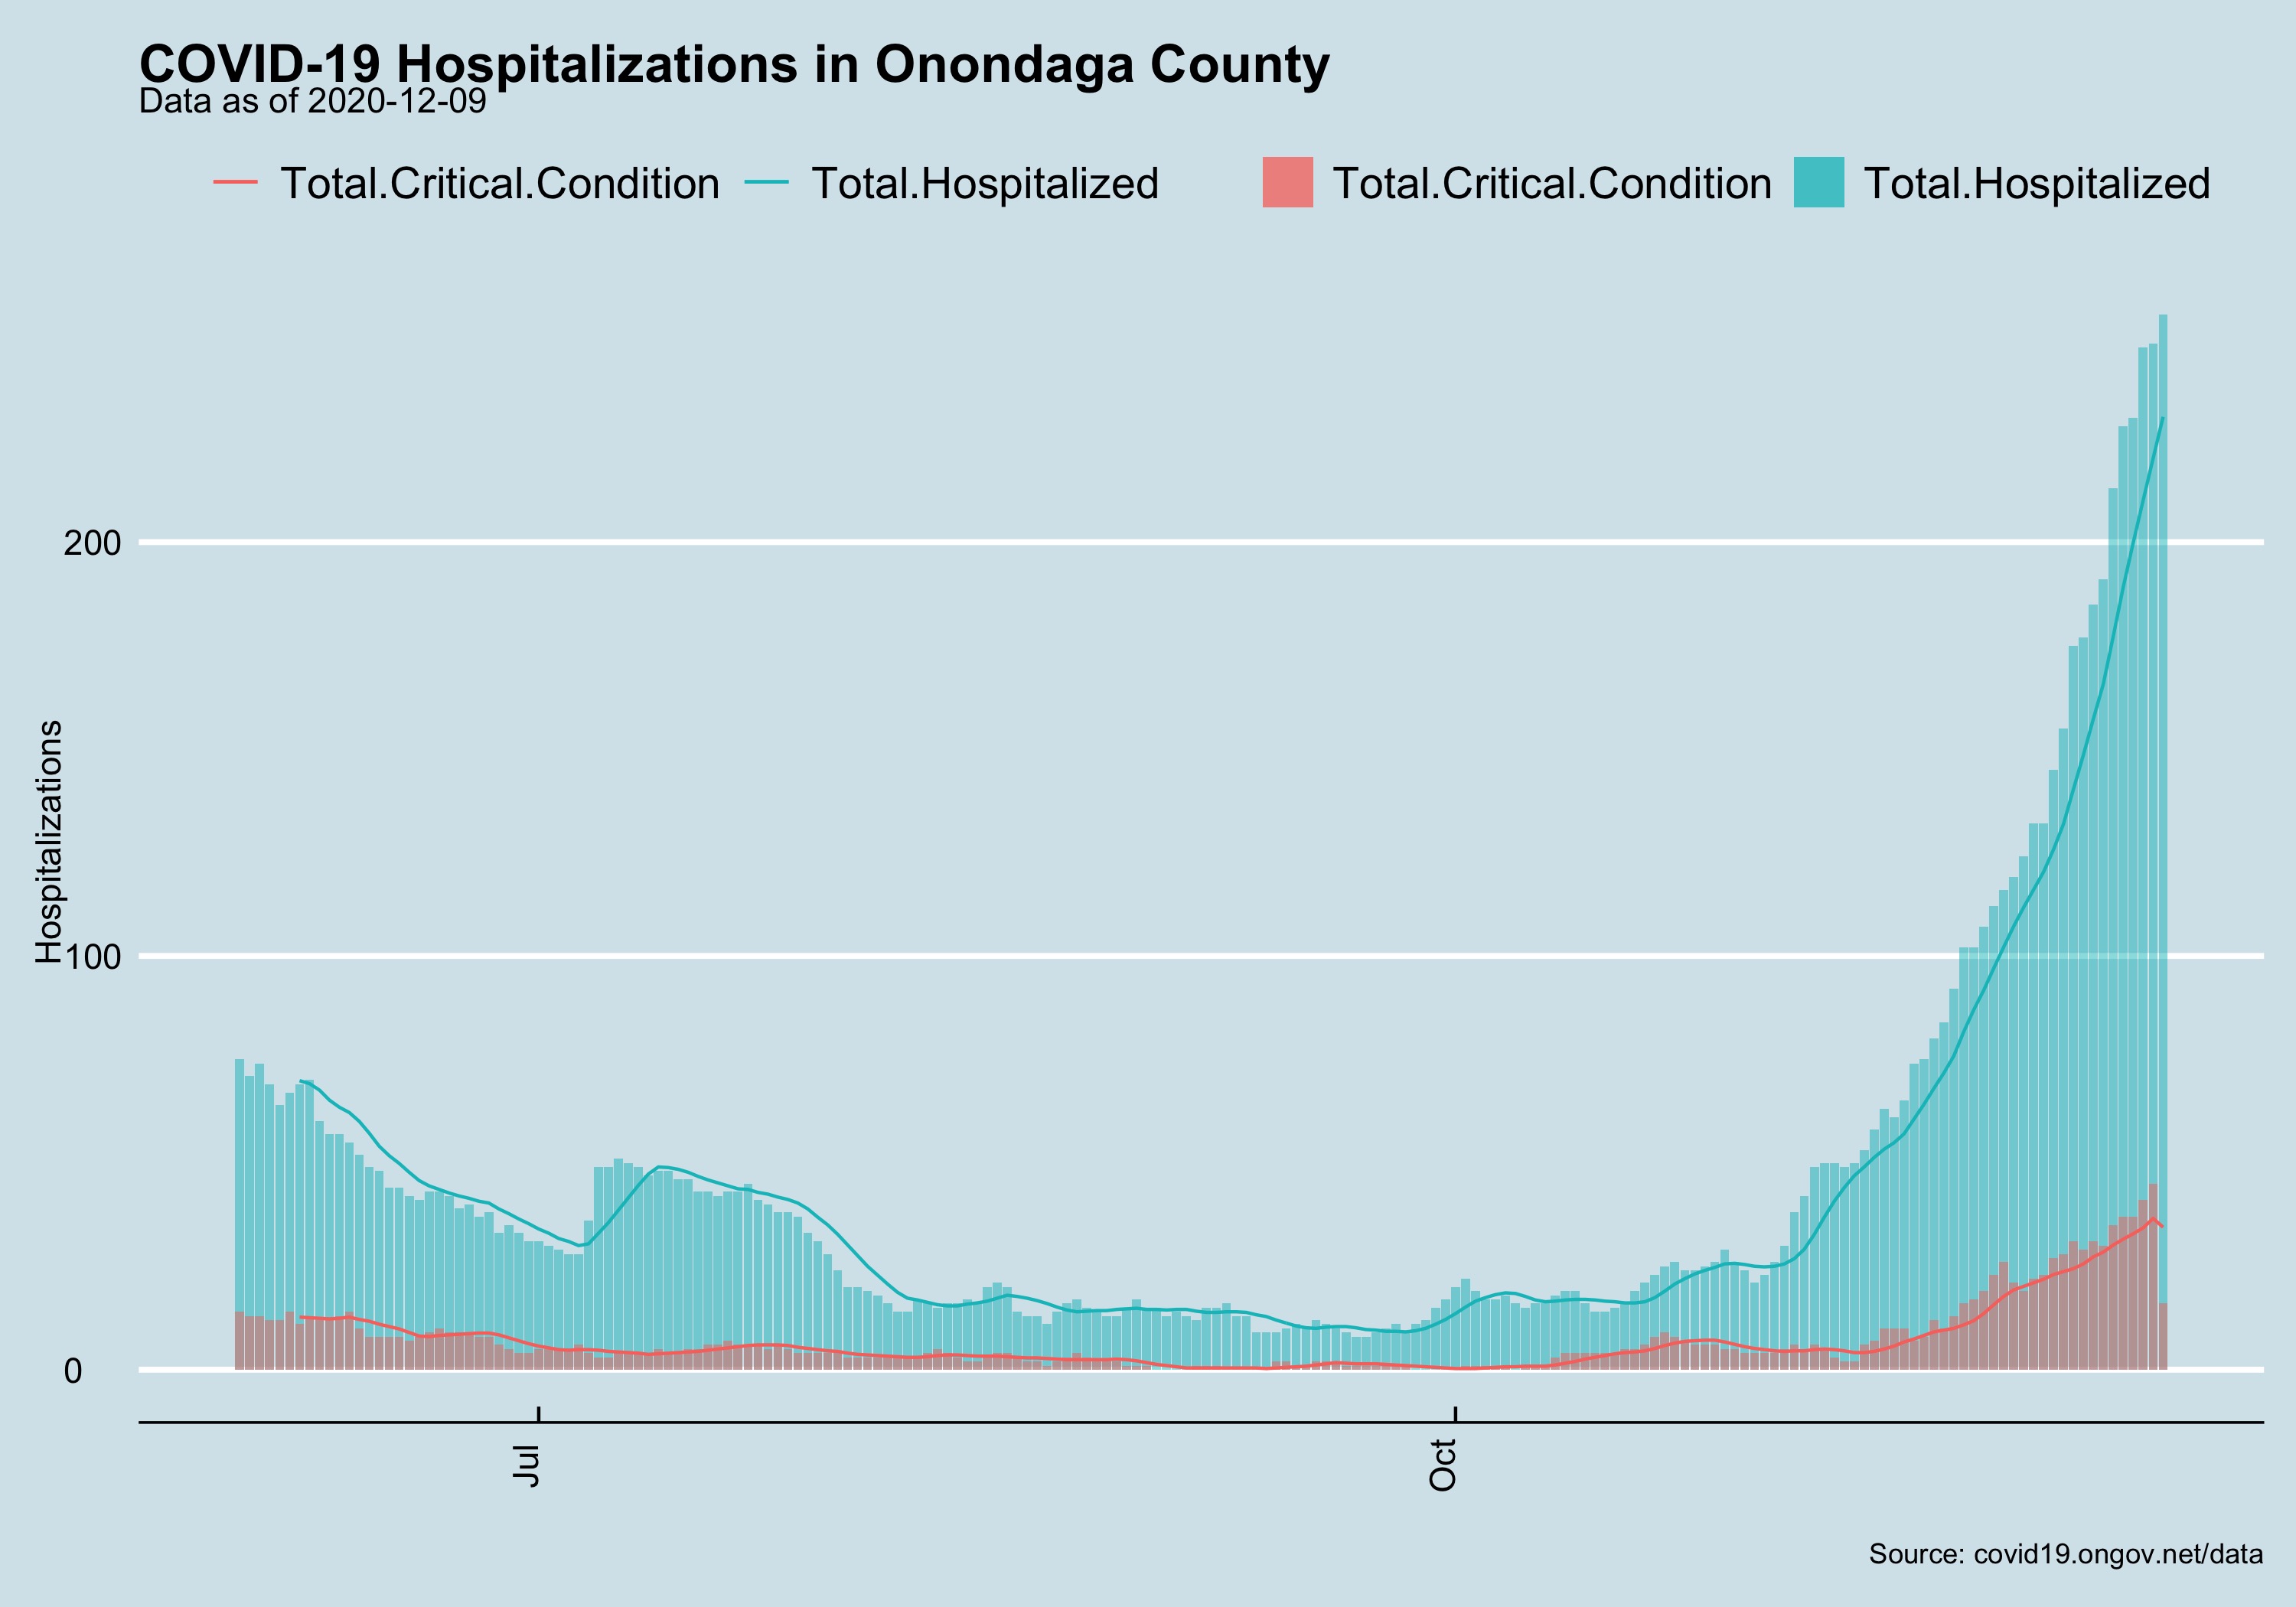 COVID-19 Hospitalizations in Onondaga County
Data as of 2020-12-09
Total.Critical.Condition Total.Hospitalized Total.Critical.Condition Total.Hospitalized
Hospitalizations
200
100
0
Jul Oct
Source: covid19.ongov.net/data